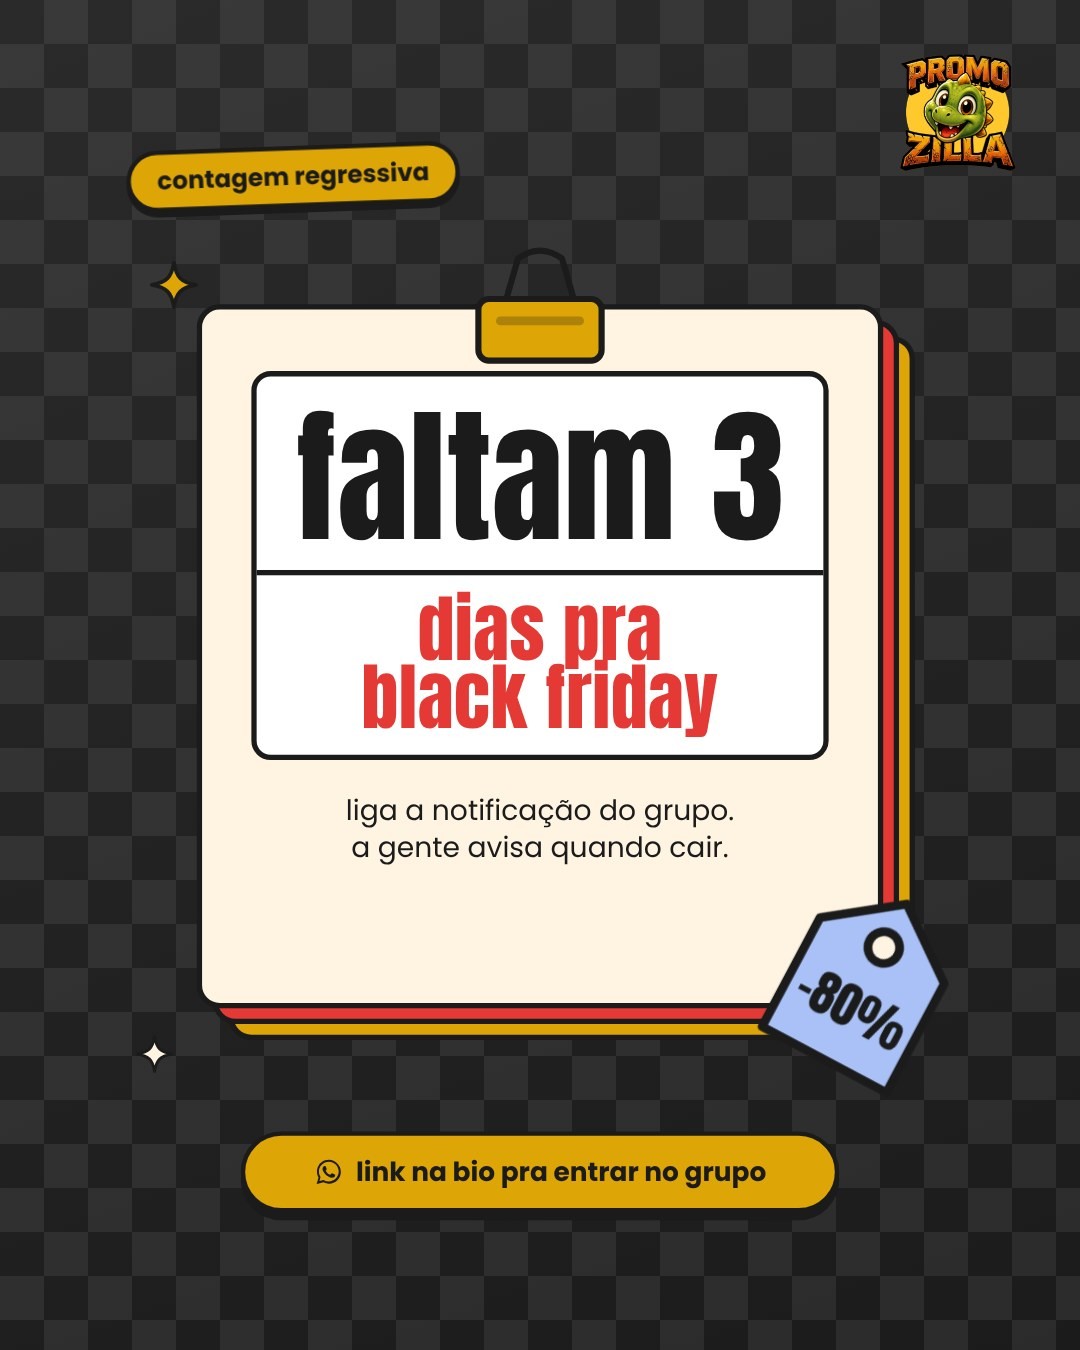 PROMO
ZILLA
contagem regressiva
faltam 3
dias pra
black friday
liga a notificação do grupo.
a gente avisa quando cair.
-80%
link na bio pra entrar no grupo